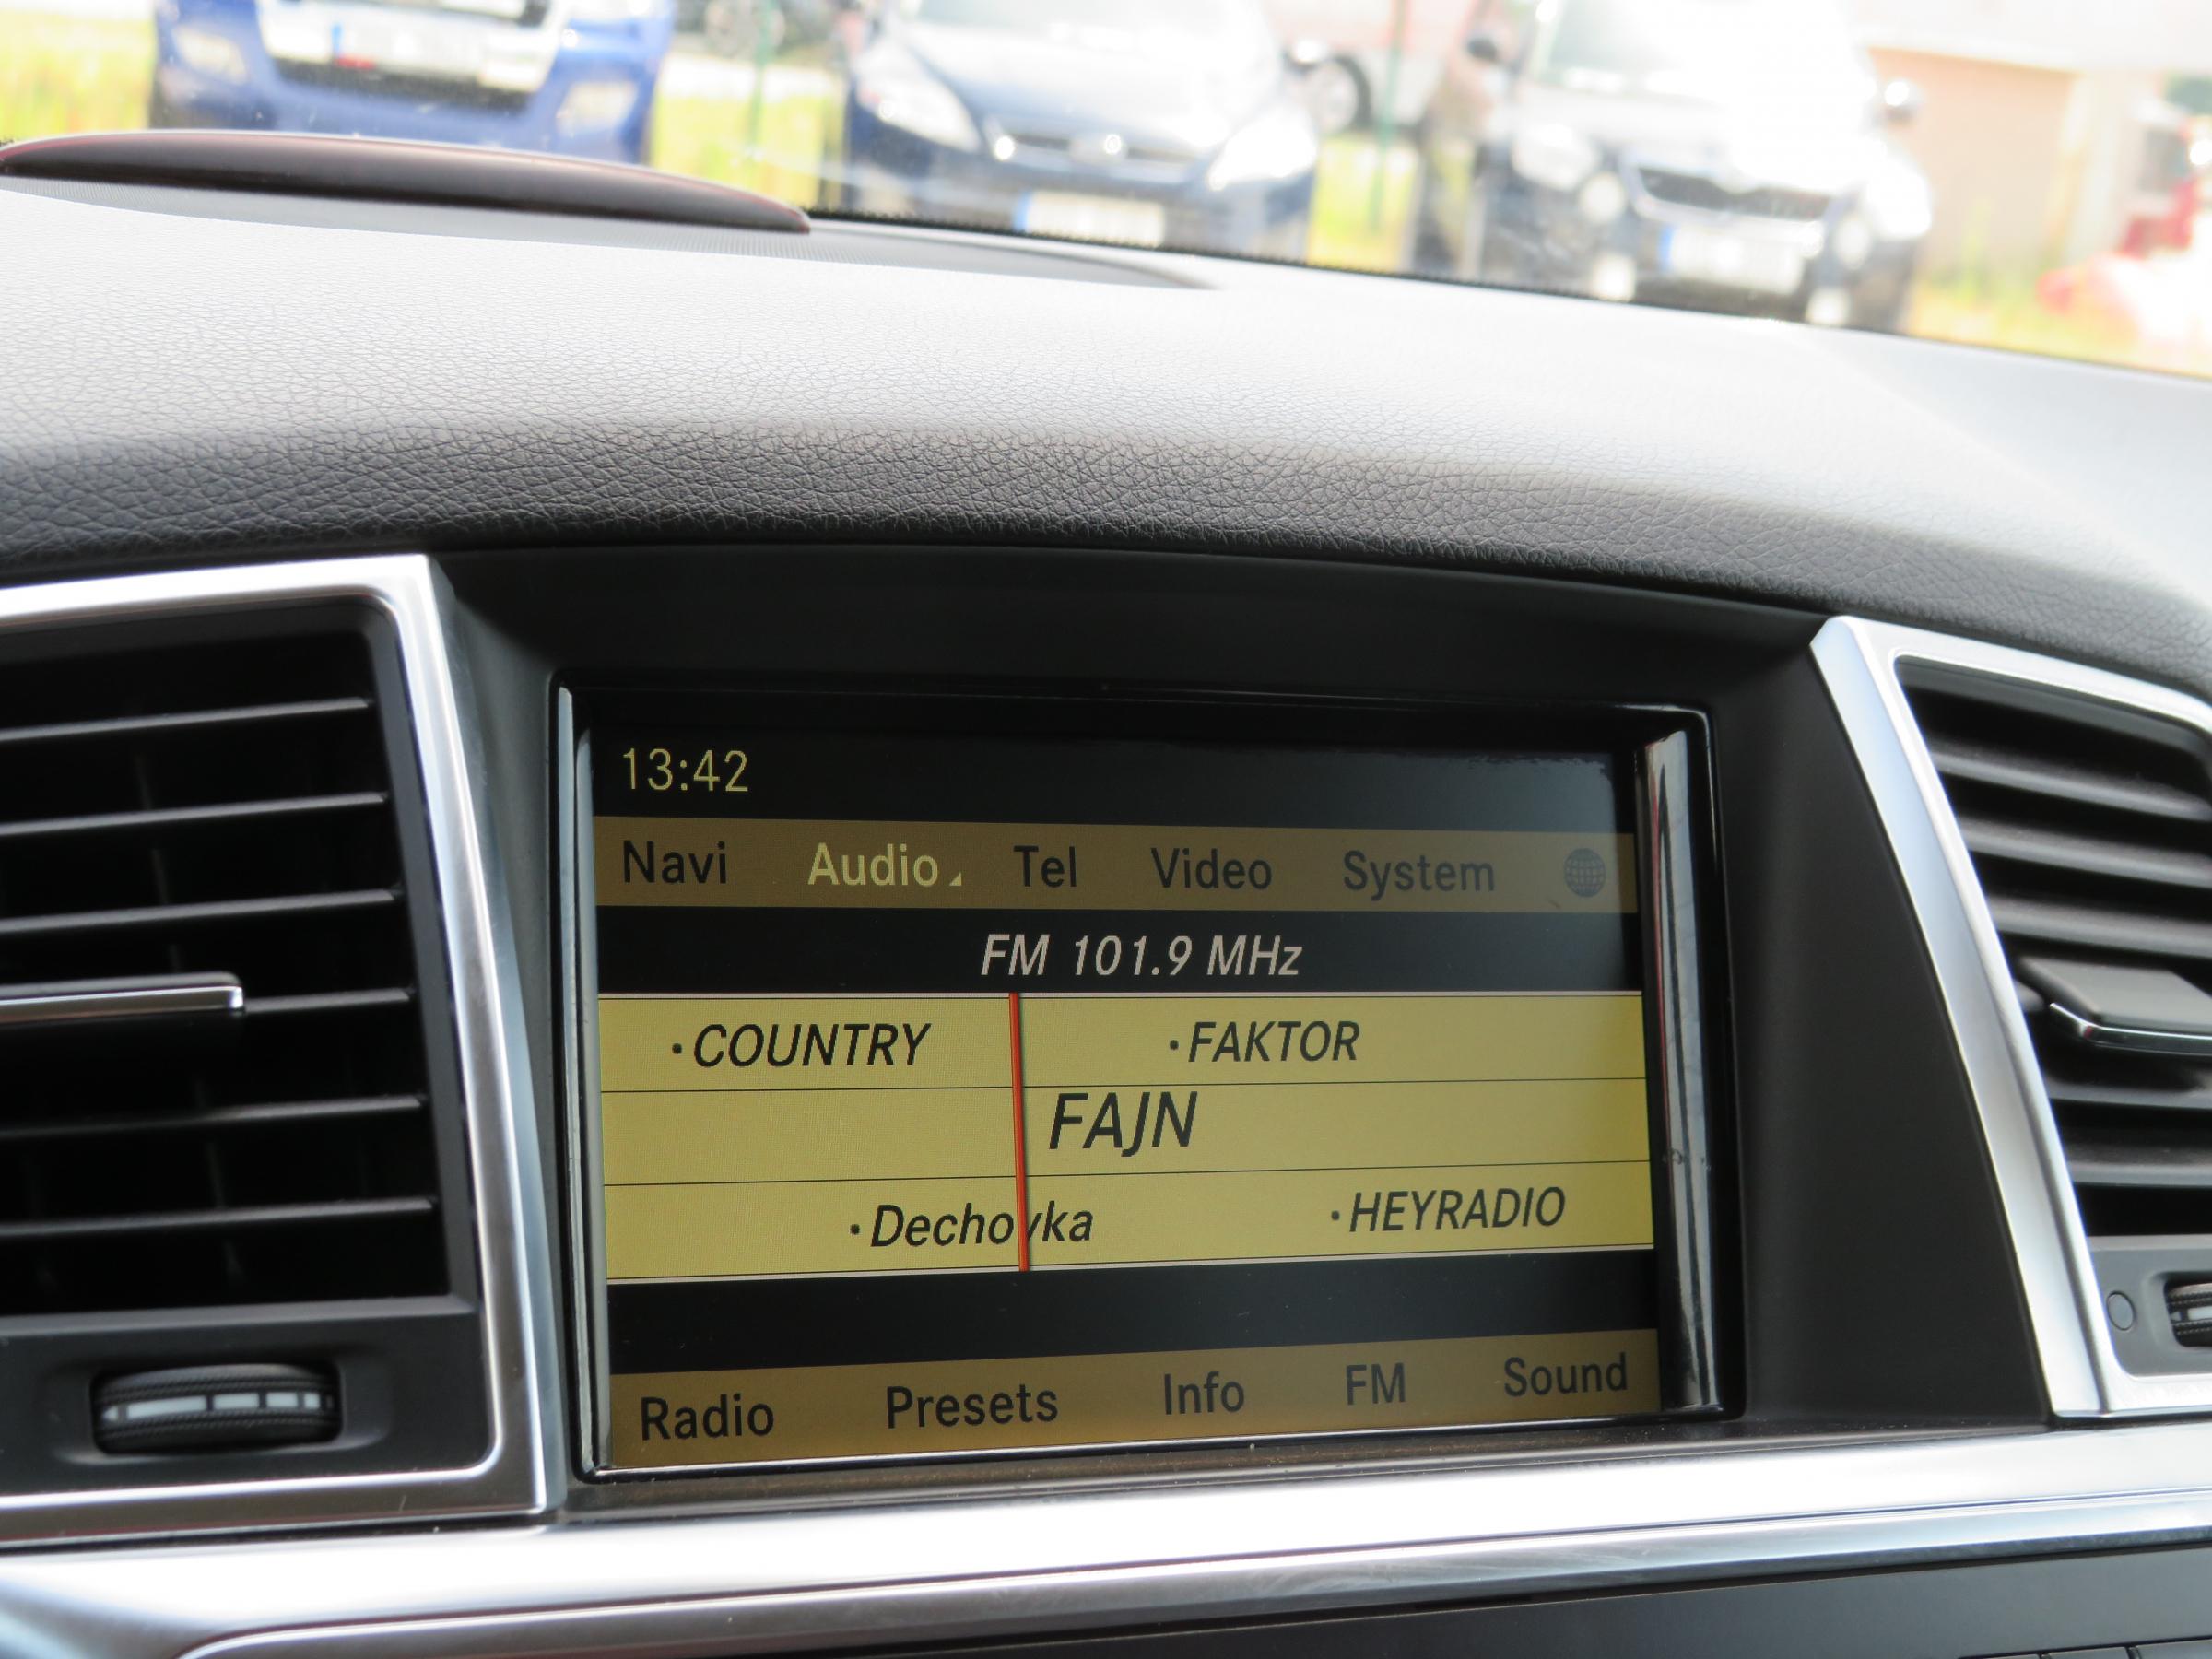 13:42
Navi Audio Tel Video System
FM 101.9 MHz
·COUNTRY ·FAKTOR
FAJN
·Dechovka ·HEYRADIO
Radio Presets Info FM Sound